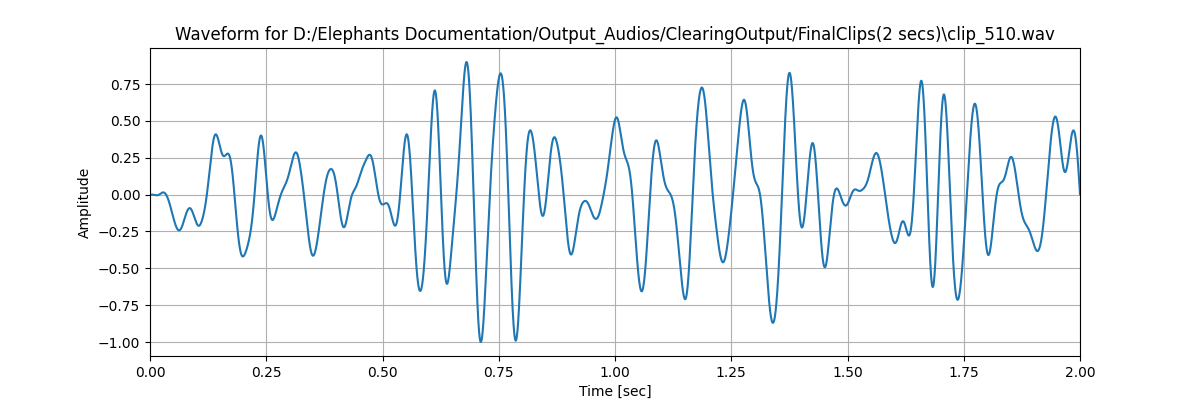 Waveform for D:/Elephants Documentation/Output_Audios/ClearingOutput/FinalClips(2 secs)\clip_510.wav
Amplitude
0.75
0.50
0.25
0.00
−0.25
−0.50
−0.75
−1.00
0.00 0.25 0.50 0.75 1.00 1.25 1.50 1.75 2.00
Time [sec]